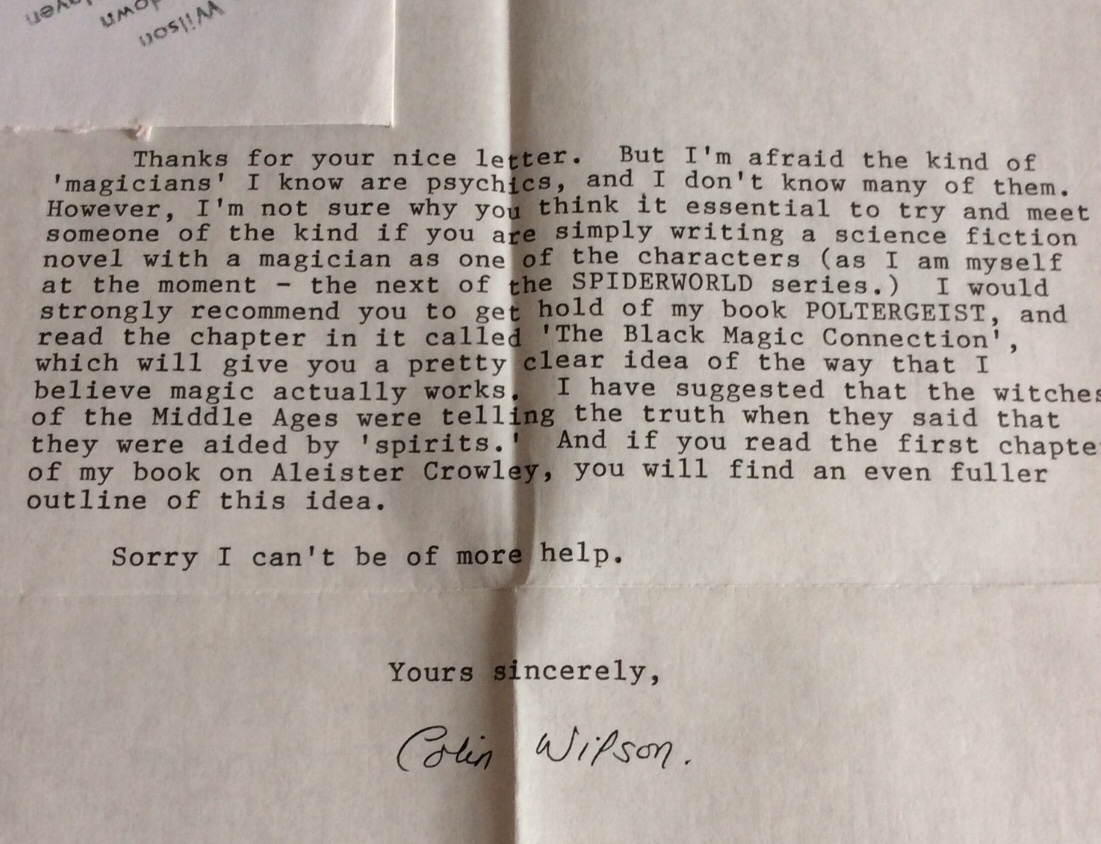 Wilson
Thanks for your nice letter. But I'm afraid the kind of
'magicians' I know are psychics, and I don't know many of them.
However, I'm not sure why you think it essential to try and meet
someone of the kind if you are simply writing a science fiction
novel with a magician as one of the characters (as I am myself
at the moment - the next of the SPIDERWORLD series.) I would
strongly recommend you to get hold of my book POLTERGEIST, and
read the chapter in it called 'The Black Magic Connection',
which will give you a pretty clear idea of the way that I
believe magic actually works. I have suggested that the witches
of the Middle Ages were telling the truth when they said that
they were aided by 'spirits.' And if you read the first chapte
of my book on Aleister Crowley, you will find an even fuller
outline of this idea.
Sorry I can't be of more help.
Yours sincerely,
Colin Wilson.